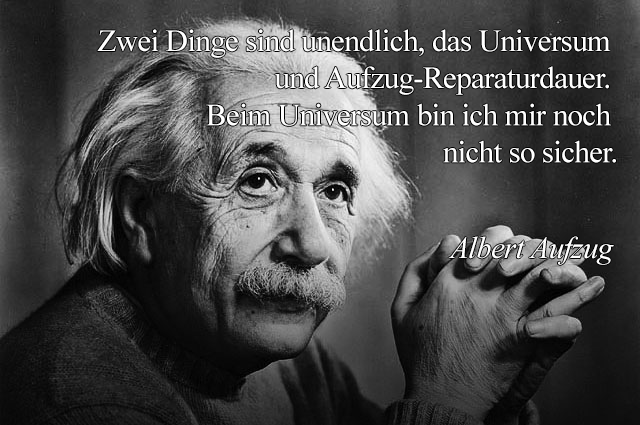 Zwei Dinge sind unendlich, das Universum
und Aufzug-Reparaturdauer.
Beim Universum bin ich mir noch
nicht so sicher.
Albert Aufzug